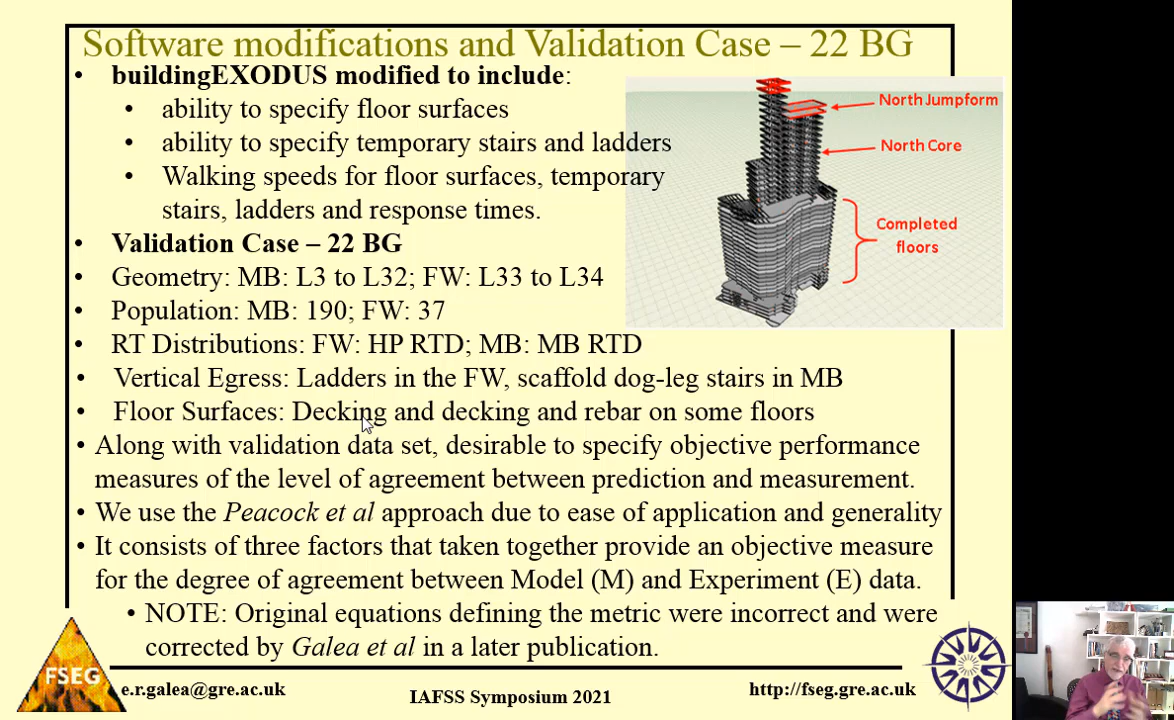 Software modifications and Validation Case – 22 BG
• buildingEXODUS modified to include:
• ability to specify floor surfaces
• ability to specify temporary stairs and ladders
• Walking speeds for floor surfaces, temporary
stairs, ladders and response times.
North Jumpform
North Core
Completed
floors
• Validation Case – 22 BG
• Geometry: MB: L3 to L32; FW: L33 to L34
• Population: MB: 190; FW: 37
• RT Distributions: FW: HP RTD; MB: MB RTD
• Vertical Egress: Ladders in the FW, scaffold dog-leg stairs in MB
• Floor Surfaces: Decking and decking and rebar on some floors
• Along with validation data set, desirable to specify objective performance
measures of the level of agreement between prediction and measurement.
• We use the Peacock et al approach due to ease of application and generality
• It consists of three factors that taken together provide an objective measure
for the degree of agreement between Model (M) and Experiment (E) data.
• NOTE: Original equations defining the metric were incorrect and were
corrected by Galea et al in a later publication.
FSEG
e.r.galea@gre.ac.uk
IAFSS Symposium 2021
http://fseg.gre.ac.uk